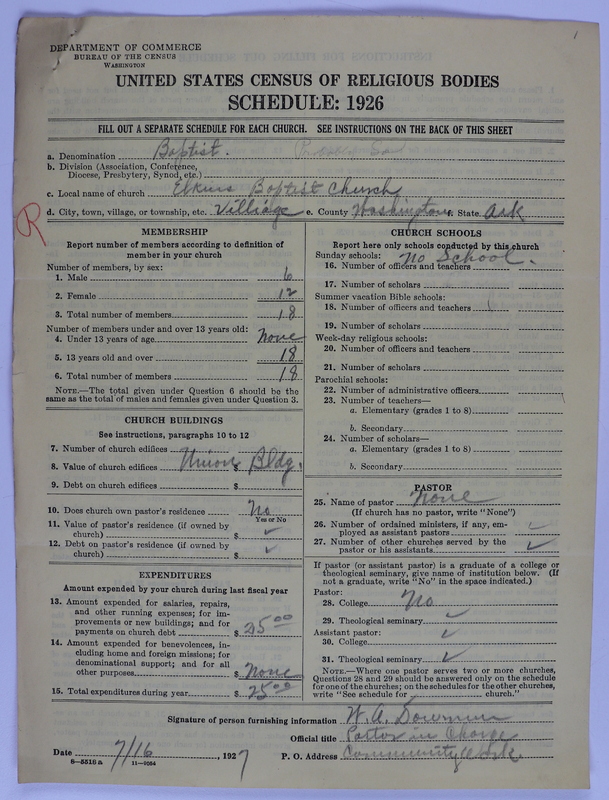 1
DEPARTMENT OF COMMERCE
BUREAU OF THE CENSUS
WASHINGTON
UNITED STATES CENSUS OF RELIGIOUS BODIES
SCHEDULE: 1926
FILL OUT A SEPARATE SCHEDULE FOR EACH CHURCH. SEE INSTRUCTIONS ON THE BACK OF THIS SHEET
a. Denomination Baptist.
b. Division (Association, Conference,
Diocese, Presbytery, Synod, etc.)
c. Local name of church Elkins Baptist Church
d. City, town, village, or township, etc. Villiage e. County Washington f. State Ark
R
MEMBERSHIP
Report number of members according to definition of
member in your church
Number of members, by sex:
1. Male 6
2. Female 12
3. Total number of members 18
Number of members under and over 13 years old:
4. Under 13 years of age None
5. 13 years old and over 18
6. Total number of members 18
NOTE.—The total given under Question 6 should be
the same as the total of males and females given under Question 3.
CHURCH BUILDINGS
See instructions, paragraphs 10 to 12
7. Number of church edifices
8. Value of church edifices $ Union Bldg.
9. Debt on church edifices $
10. Does church own pastor's residence No
Yes or No
11. Value of pastor's residence (if owned by
church) $ ✓
12. Debt on pastor's residence (if owned by
church) $ ✓
EXPENDITURES
Amount expended by your church during last fiscal year
13. Amount expended for salaries, repairs,
and other running expenses; for im-
provements or new buildings; and for
payments on church debt $ 25 00
14. Amount expended for benevolences, in-
cluding home and foreign missions; for
denominational support; and for all
other purposes $ None
15. Total expenditures during year $ 25 00
CHURCH SCHOOLS
Report here only schools conducted by this church
Sunday schools: No School.
16. Number of officers and teachers
17. Number of scholars
Summer vacation Bible schools:
18. Number of officers and teachers
19. Number of scholars
Week-day religious schools:
20. Number of officers and teachers
21. Number of scholars
Parochial schools:
22. Number of administrative officers
23. Number of teachers—
a. Elementary (grades 1 to 8)
b. Secondary
24. Number of scholars—
a. Elementary (grades 1 to 8)
b. Secondary
PASTOR
25. Name of pastor None
(If church has no pastor, write "None")
26. Number of ordained ministers, if any, em-
ployed as assistant pastors ✓
27. Number of other churches served by the
pastor or his assistants ✓
If pastor (or assistant pastor) is a graduate of a college or
theological seminary, give name of institution below. (If
not a graduate, write "No" in the space indicated.)
Pastor:
28. College No
29. Theological seminary ✓
Assistant pastor:
30. College ✓
31. Theological seminary ✓
NOTE.—Where one pastor serves two or more churches,
Questions 28 and 29 should be answered only on the schedule
for one of the churches; on the schedules for the other churches,
write "See schedule for church."
Signature of person furnishing information W. A.
Official title Pastor in Charge
Date 7/16, 1927 P. O. Address Ark.
8—5516 a 11—9054